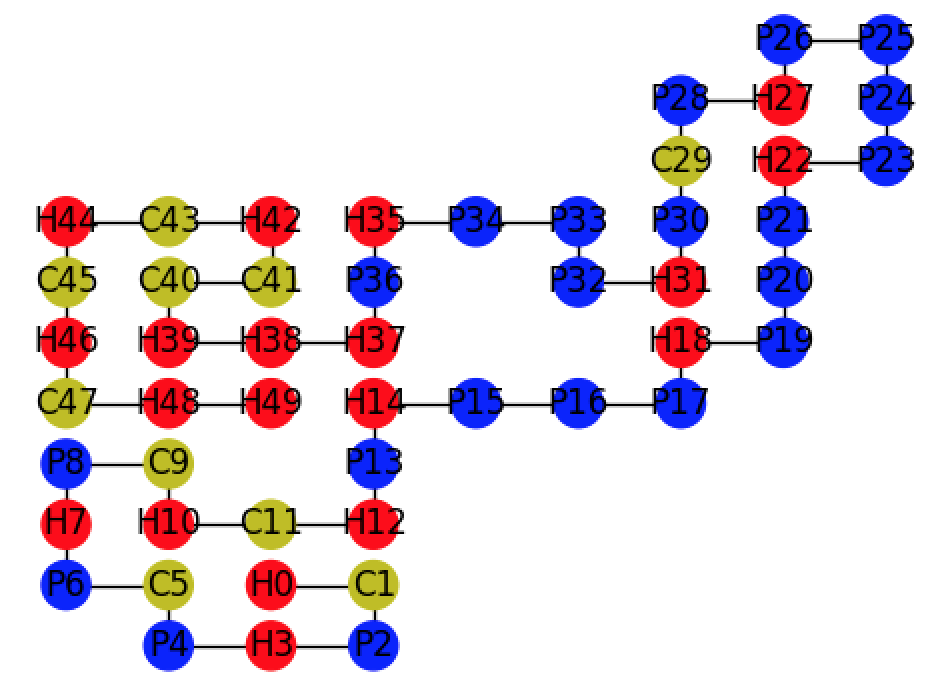 P26 P25
P28 H27 P24
C29 H22 P23
H44 C43 H42 H35 P34 P33 P30 P21
C45 C40 C41 P36 P32 H31 P20
H46 H39 H38 H37 H18 P19
C47 H48 H49 H14 P15 P16 P17
P8 C9 P13
H7 H10 C11 H12
P6 C5 H0 C1
P4 H3 P2